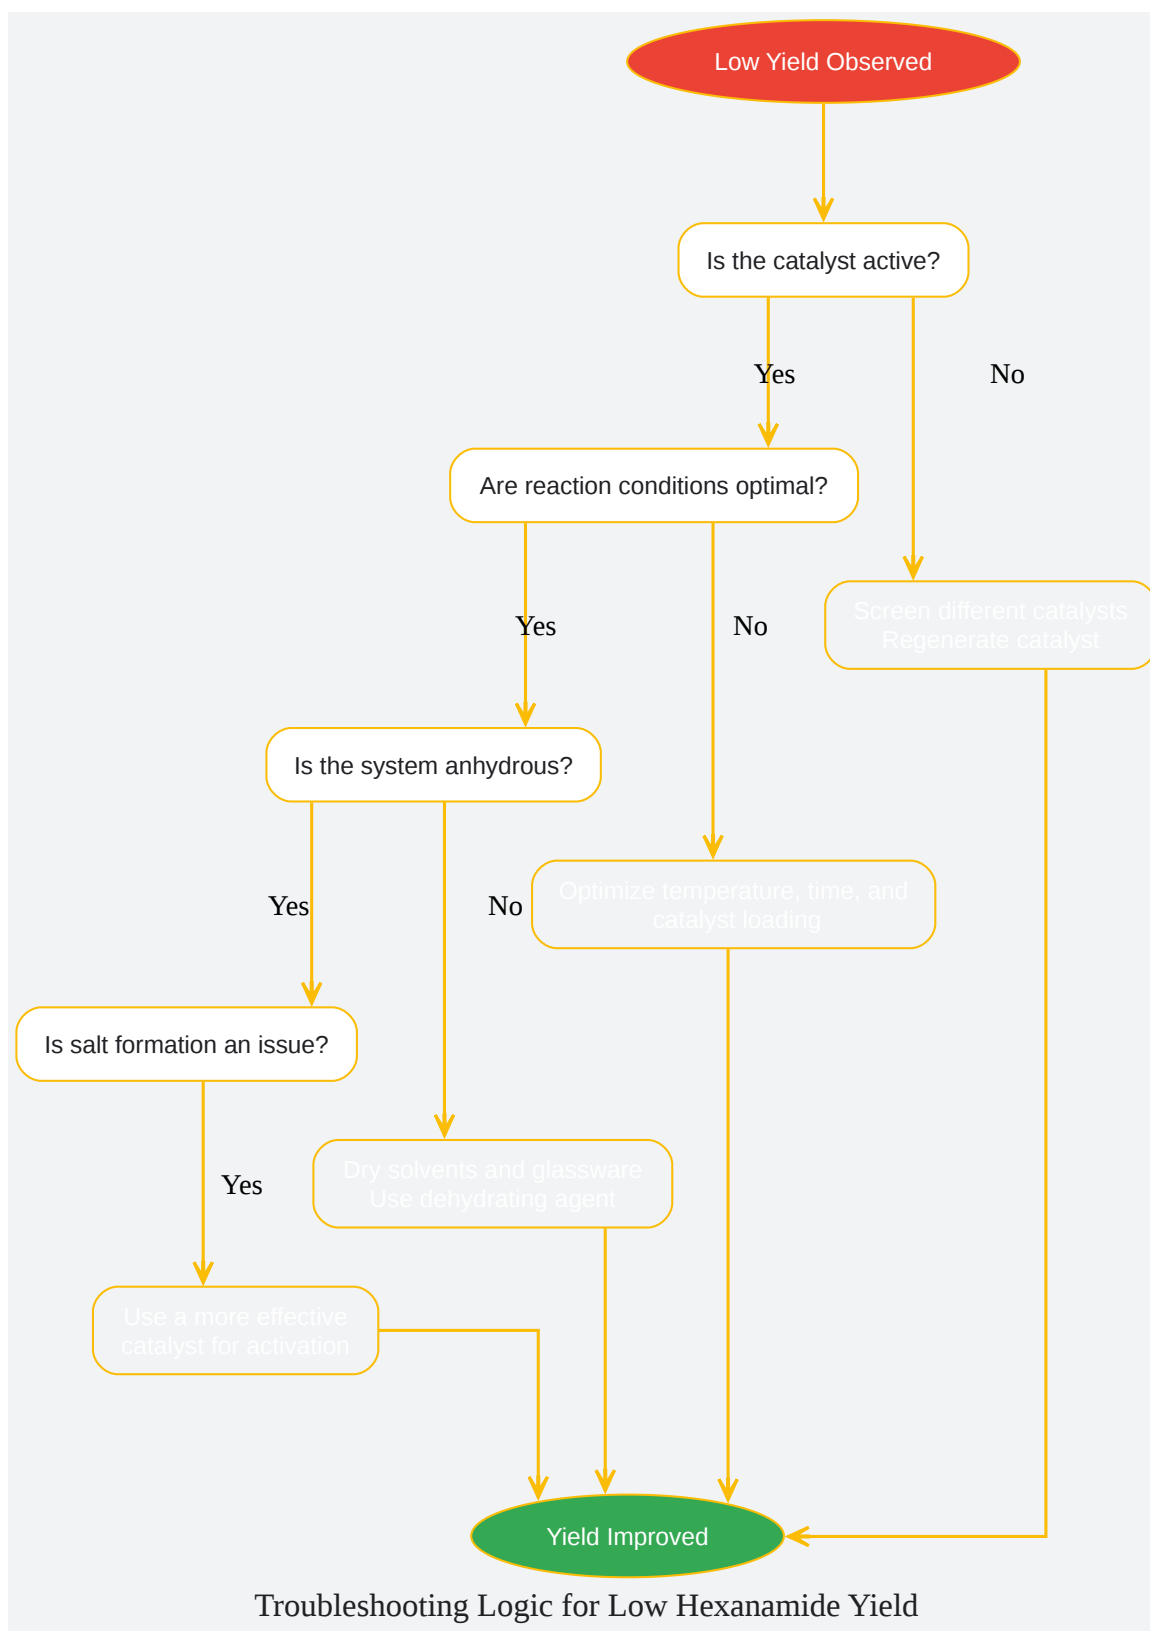 Low Yield Observed
Is the catalyst active?
Yes
No
Are reaction conditions optimal?
Screen different catalysts
Regenerate catalyst
Yes
No
Is the system anhydrous?
Optimize temperature, time, and
catalyst loading
Yes
No
Is salt formation an issue?
Dry solvents and glassware
Use dehydrating agent
Yes
Use a more effective
catalyst for activation
Yield Improved
Troubleshooting Logic for Low Hexanamide Yield